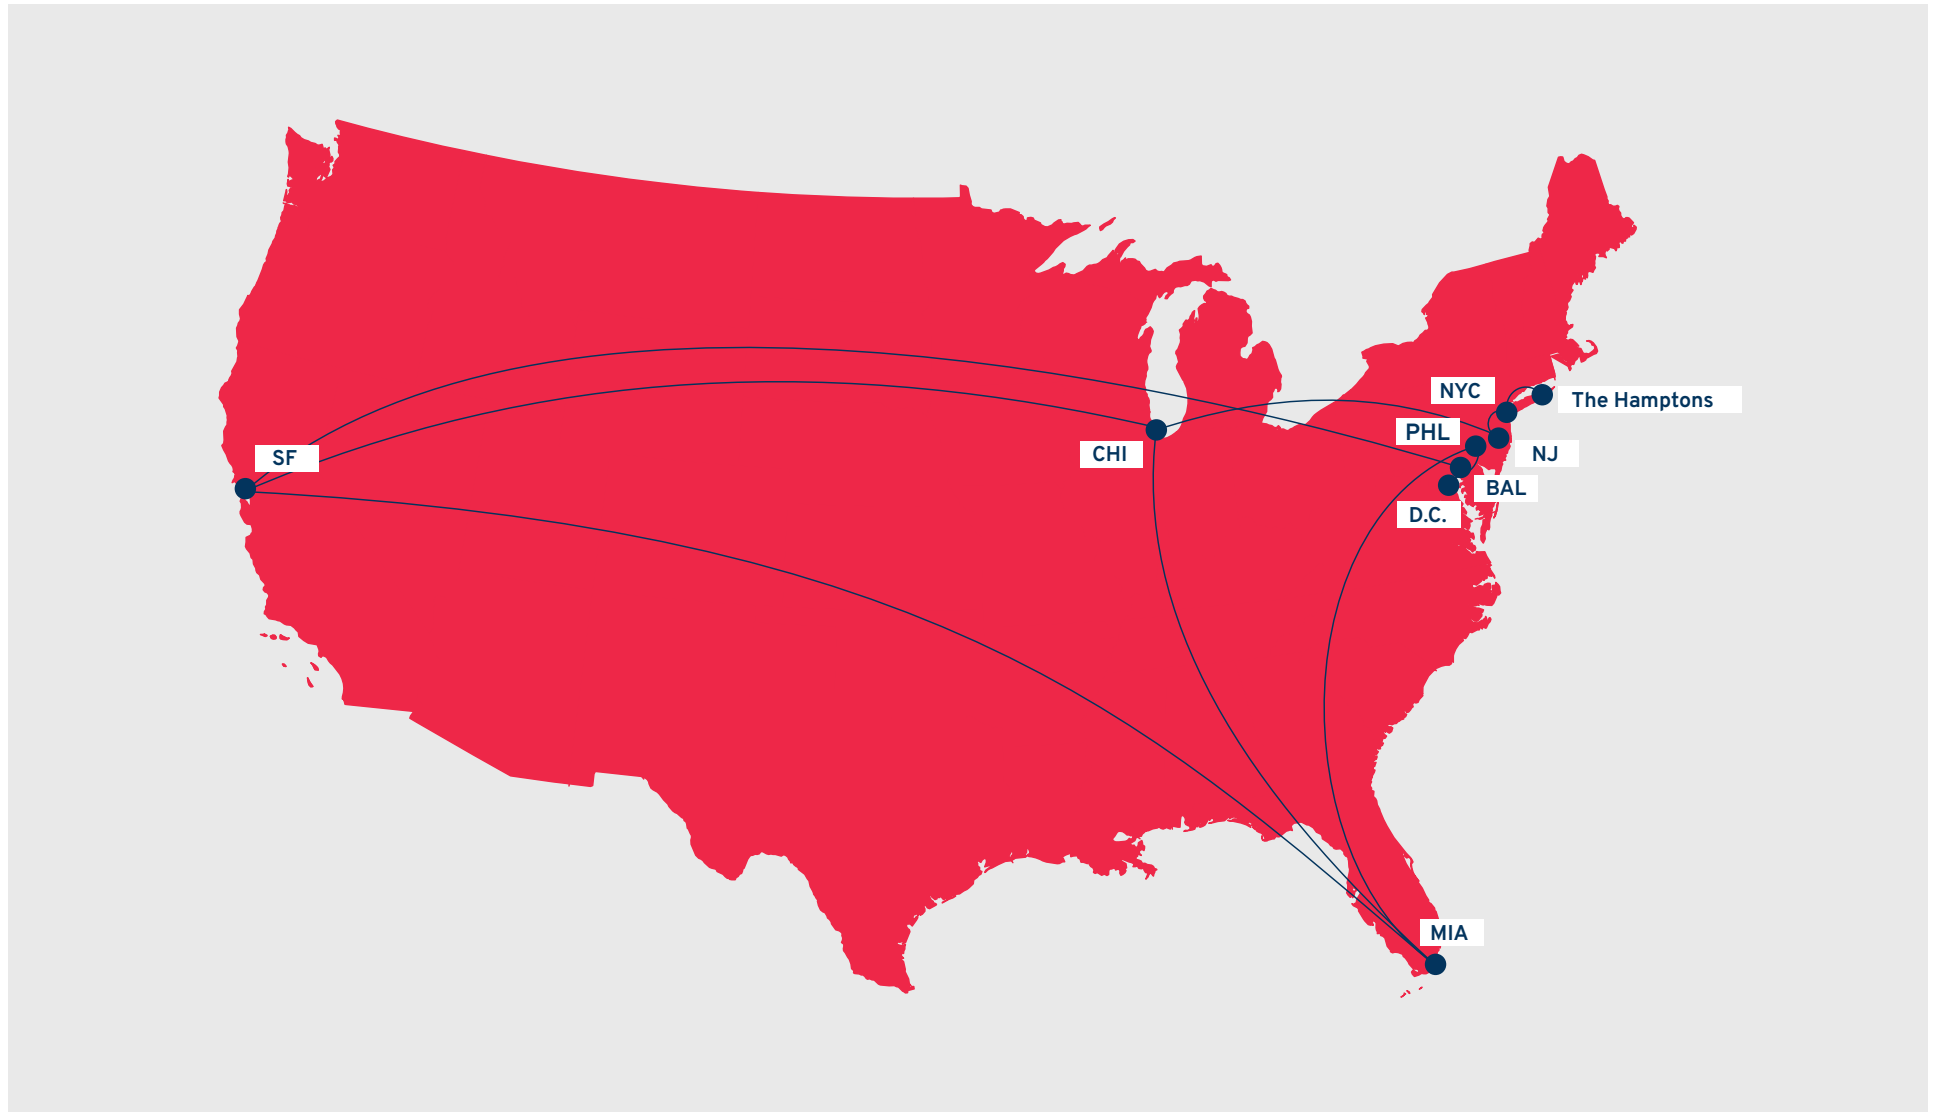 NYC
The Hamptons
PHL
SF
CHI
NJ
BAL
D.C.
MIA